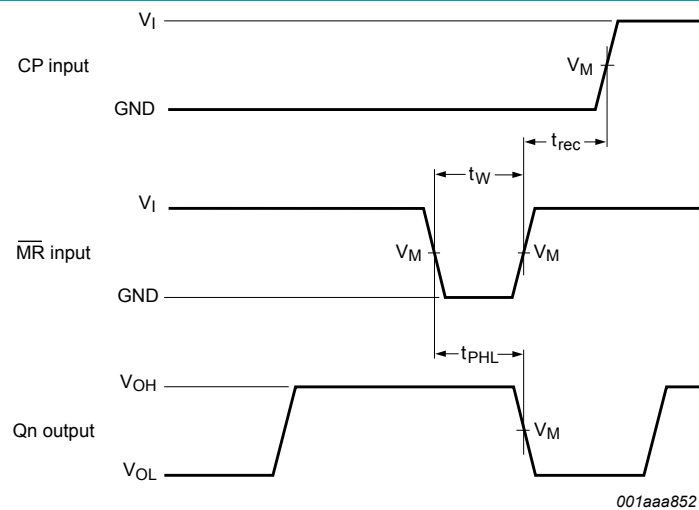 VI
CP input
VM
GND
trec
tW
VI
MR input
VM
VM
GND
tPHL
VOH
Qn output
VM
VOL
001aaa852